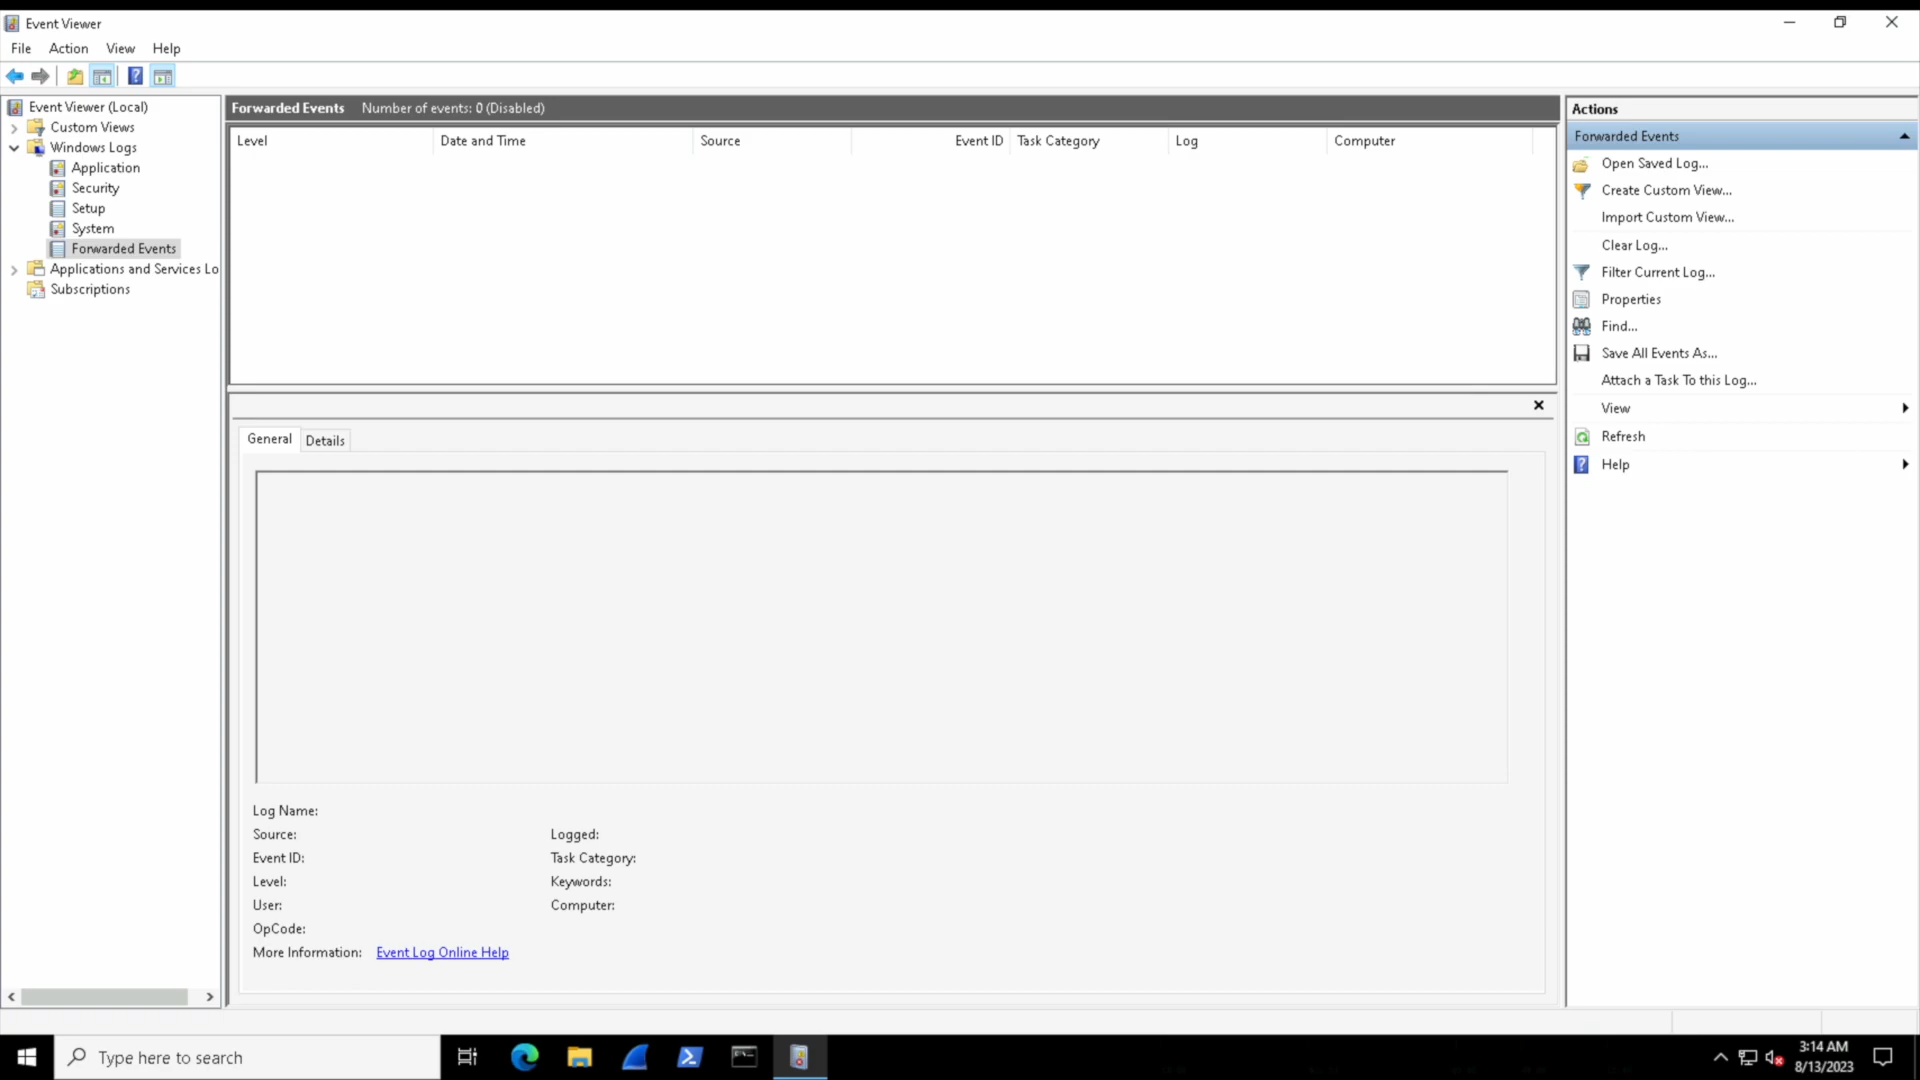 Event Viewer
File Action View Help
Event Viewer (Local)
Custom Views
Windows Logs
Application
Security
Setup
System
Forwarded Events
Applications and Services Lo
Subscriptions
Forwarded Events Number of events: 0 (Disabled)
Level Date and Time Source Event ID Task Category Log Computer
General Details
Log Name:
Source: Logged:
Event ID: Task Category:
Level: Keywords:
User: Computer:
OpCode:
More Information: Event Log Online Help
Actions
Forwarded Events
Open Saved Log...
Create Custom View...
Import Custom View...
Clear Log...
Filter Current Log...
Properties
Find...
Save All Events As...
Attach a Task To this Log...
View
Refresh
Help
Type here to search
3:14 AM
8/13/2023